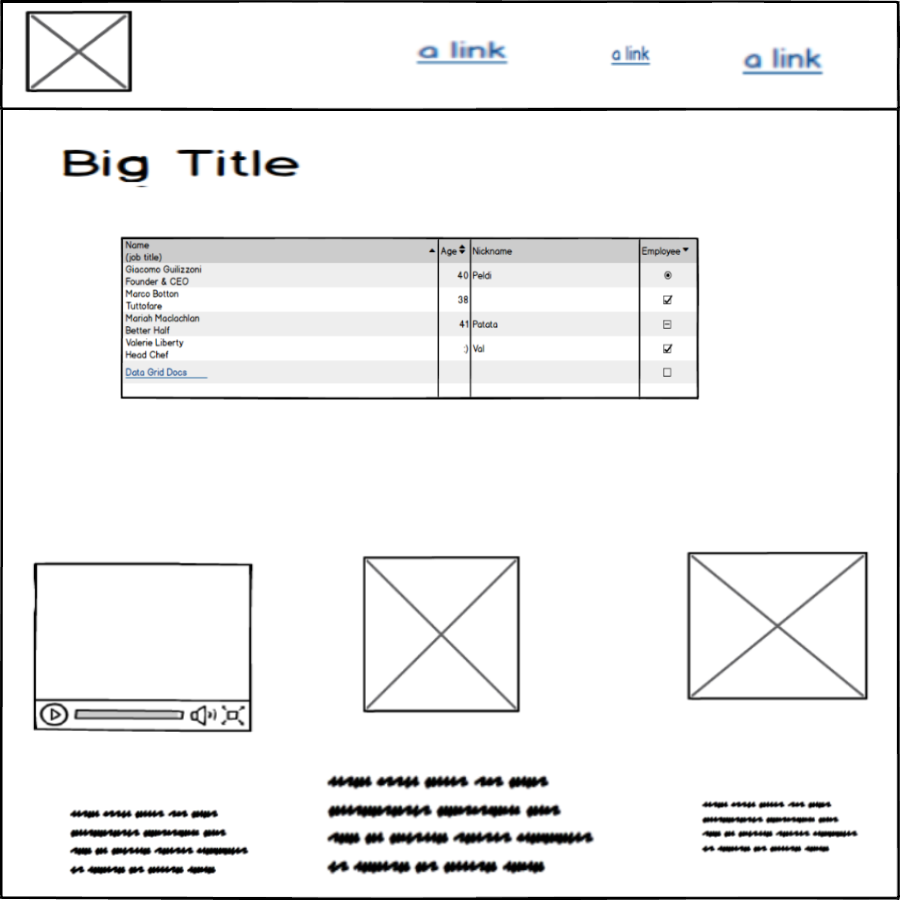 a link
a link
a link
Big Title
Name
(job title)
Age
Nickname
Employee
Giacomo Guilizzoni
Founder & CEO
40
Peldi
Marco Botton
Tuttofare
38
Mariah Maclachlan
Better Half
41
Patata
Valerie Liberty
Head Chef
:)
Val
Data Grid Docs